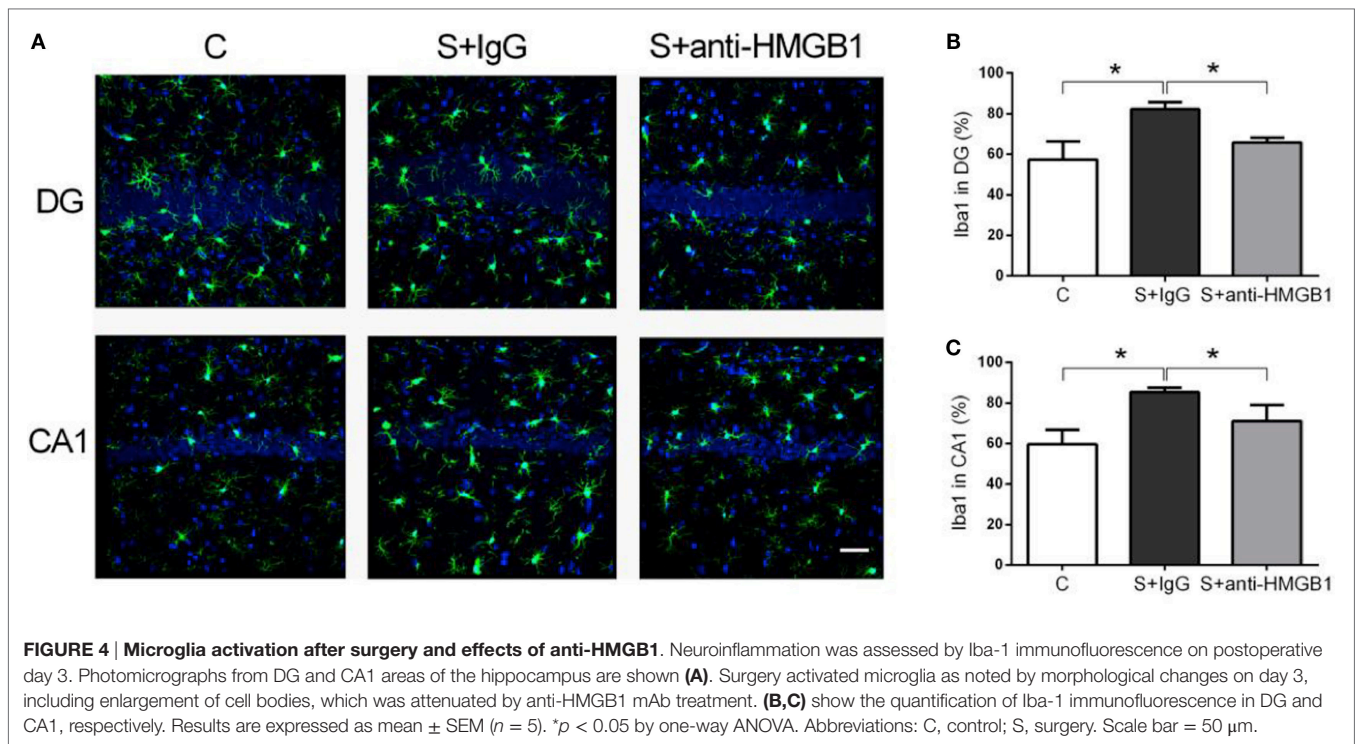 A
C
S+IgG
S+anti-HMGB1
DG
CA1
B
Iba1 in DG (%)
100
80
60
40
20
0
*
*
C
S+IgG
S+anti-HMGB1
C
Iba1 in CA1 (%)
100
80
60
40
20
0
*
*
C
S+IgG
S+anti-HMGB1
FIGURE 4 | Microglia activation after surgery and effects of anti-HMGB1. Neuroinflammation was assessed by Iba-1 immunofluorescence on postoperative
day 3. Photomicrographs from DG and CA1 areas of the hippocampus are shown (A). Surgery activated microglia as noted by morphological changes on day 3,
including enlargement of cell bodies, which was attenuated by anti-HMGB1 mAb treatment. (B,C) show the quantification of Iba-1 immunofluorescence in DG and
CA1, respectively. Results are expressed as mean ± SEM (n = 5). *p < 0.05 by one-way ANOVA. Abbreviations: C, control; S, surgery. Scale bar = 50 μm.